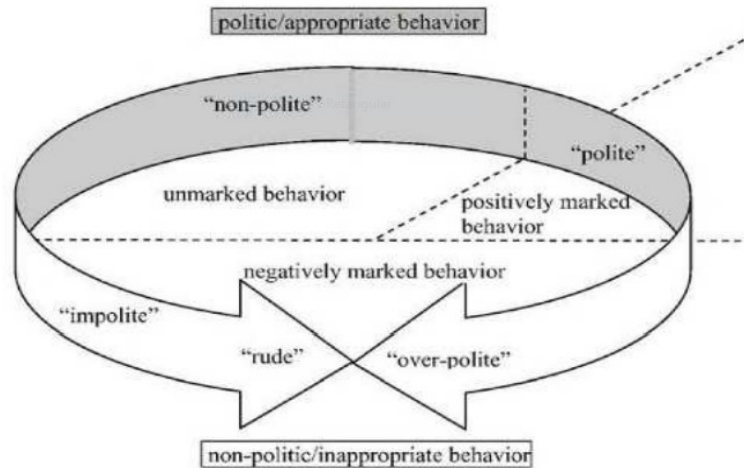 politic/appropriate behavior
“non-polite”
“polite”
unmarked behavior
positively marked
behavior
negatively marked behavior
“impolite”
“rude”
“over-polite”
non-politic/inappropriate behavior